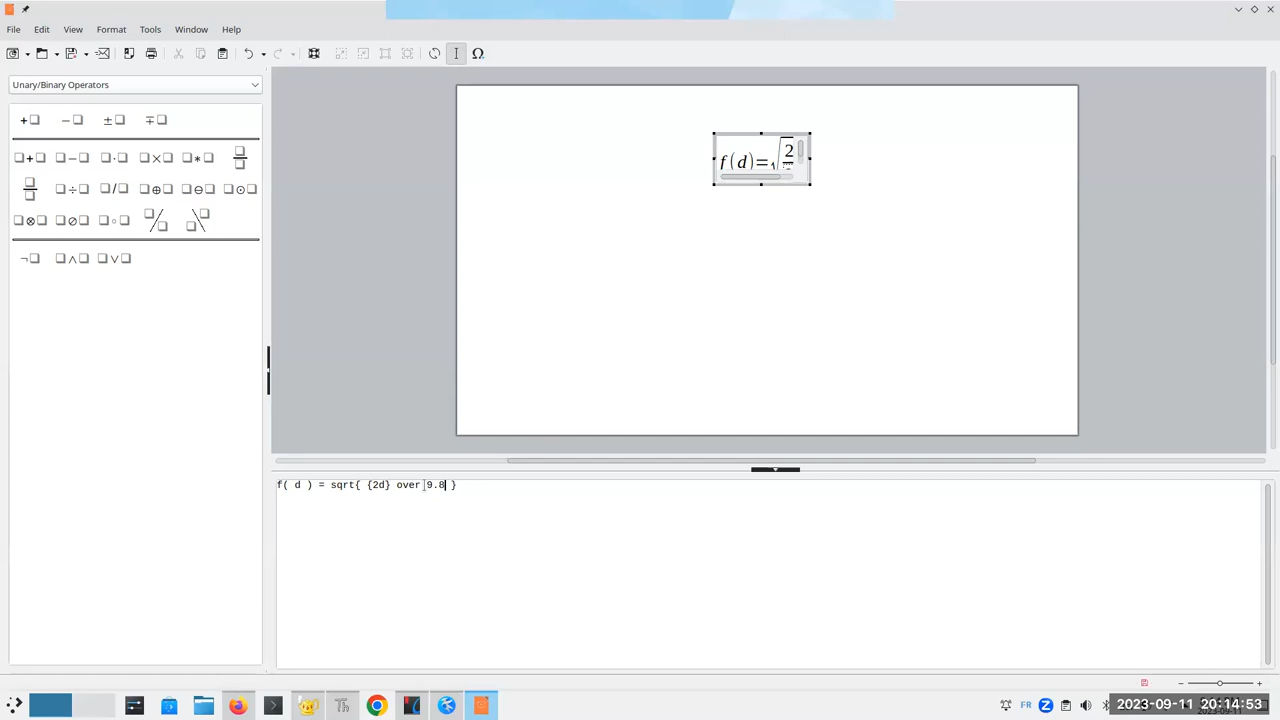 File Edit View Format Tools Window Help
Unary/Binary Operators
f(d)=√2
f( d ) = sqrt{ {2d} over 9.8 }
Th
FR
2023-09-11 20:14:53